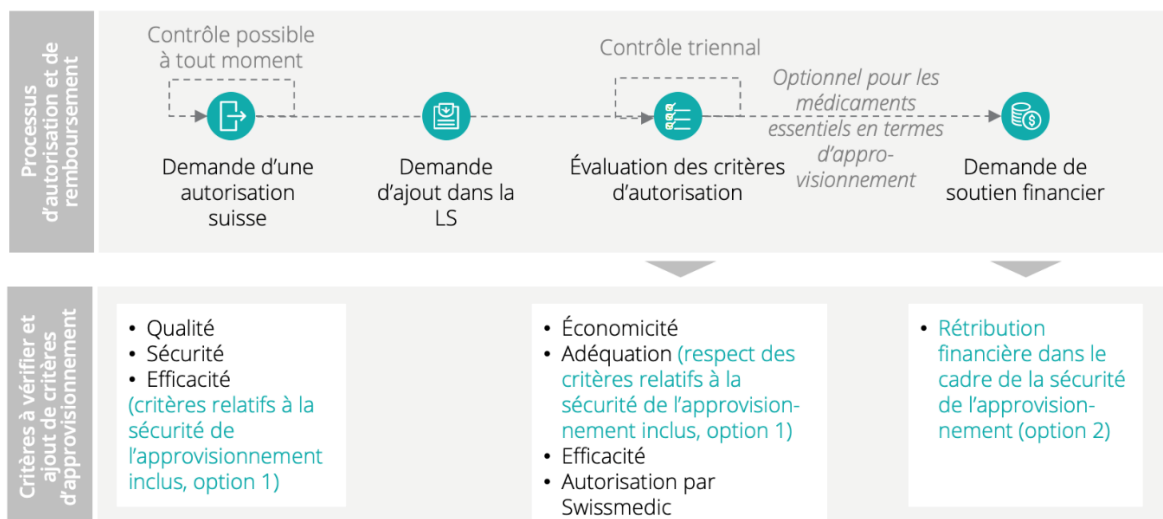 Processus
d'autorisation et de
remboursement
Contrôle possible
à tout moment
Contrôle triennal
Optionnel pour les
médicaments
essentiels en termes
d'appro-
visionnement
Demande d'une
autorisation
suisse
Demande
d'ajout dans la
LS
Évaluation des critères
d'autorisation
Demande de
soutien financier
Critères à vérifier et
ajout de critères
d'approvisionnement
• Qualité
• Sécurité
• Efficacité
(critères relatifs à la
sécurité de
l'approvisionnement
inclus, option 1)
• Économicité
• Adéquation (respect des
critères relatifs à la
sécurité de l'approvision-
nement inclus, option 1)
• Efficacité
• Autorisation par
Swissmedic
• Rétribution
financière dans le
cadre de la sécurité
de l'approvision-
nement (option 2)